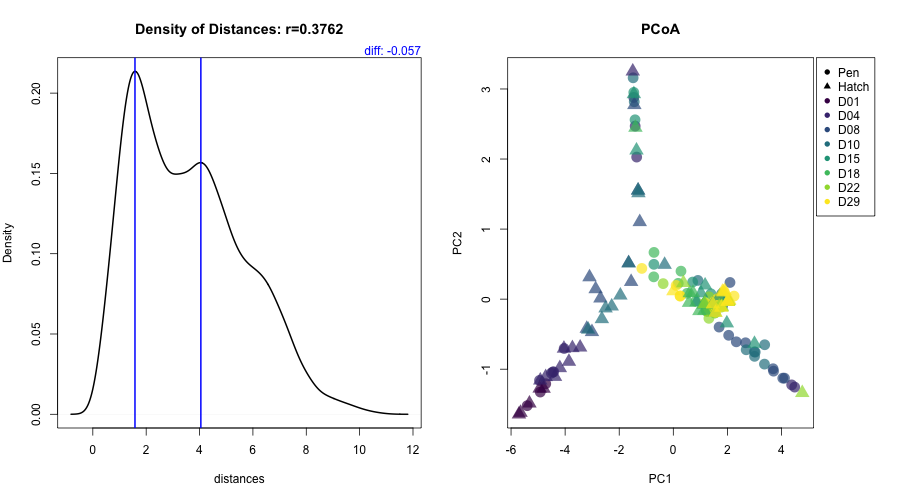 Density of Distances: r=0.3762
diff: -0.057
Density
0.00
0.05
0.10
0.15
0.20
0 2 4 6 8 10 12
distances
PCoA
PC2
-1
0
1
2
3
-6 -4 -2 0 2 4
PC1
Pen
Hatch
D01
D04
D08
D10
D15
D18
D22
D29